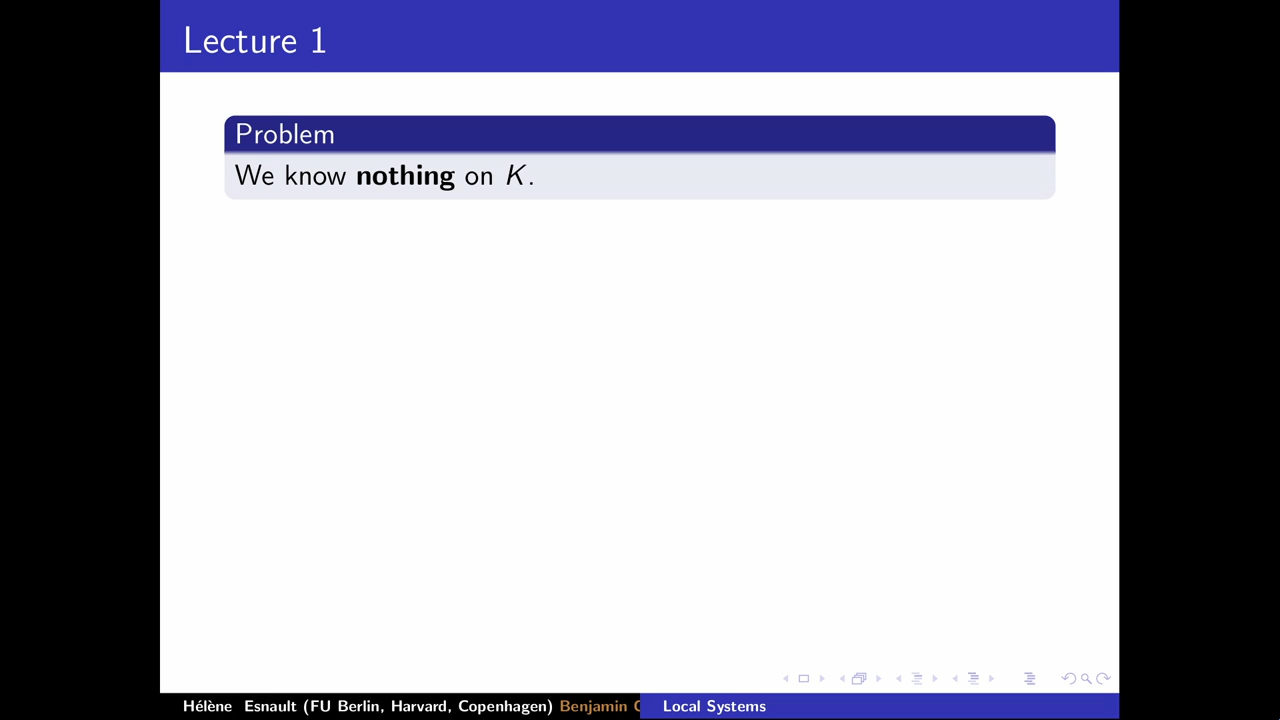 Lecture 1
Problem
We know nothing on K.
Hélène Esnault (FU Berlin, Harvard, Copenhagen) Benjamin
Local Systems